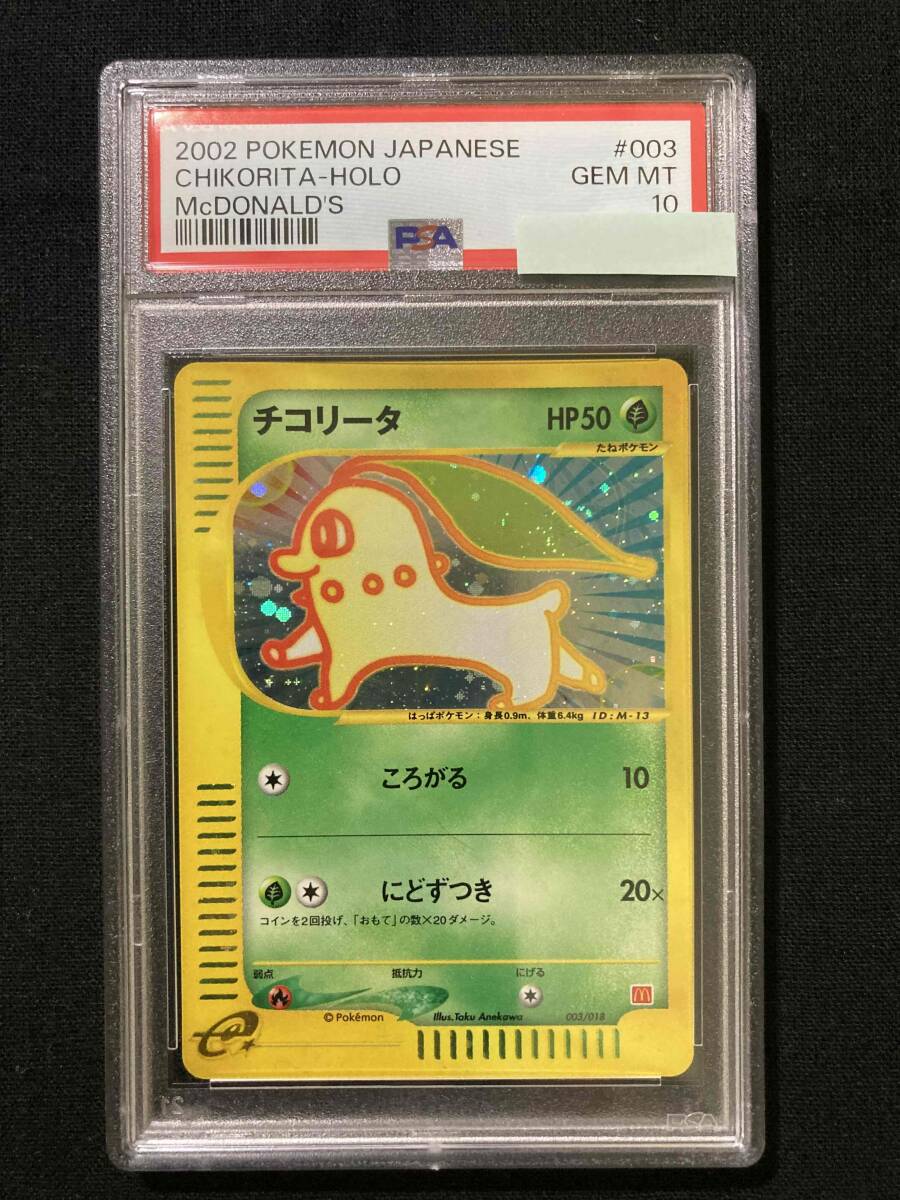 2002 POKEMON JAPANESE #003
CHIKORITA-HOLO GEM MT
McDONALD'S 10
PSA
チコリータ HP50
たねポケモン
はっぱポケモン：身長0.9m、体重6.4kg ID:M-13
ころがる 10
にどずつき 20×
コインを2回投げ、「おもて」の数×20ダメージ。
弱点 抵抗力 にげる
©Pokémon Illus.Taku Anekawa 003/018
e
PSA